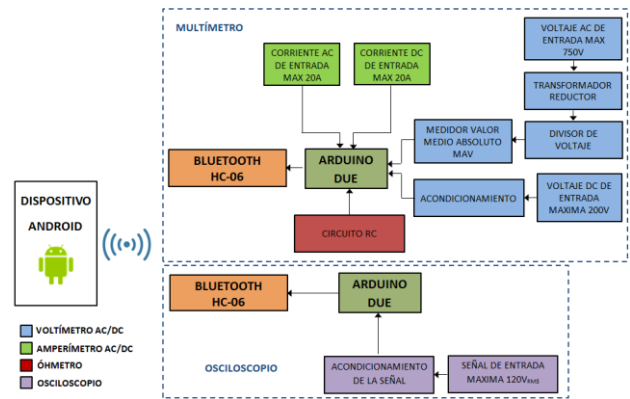 MULTÍMETRO
CORRIENTE AC
DE ENTRADA
MAX 20A
CORRIENTE DC
DE ENTRADA
MAX 20A
VOLTAJE AC DE
ENTRADA MAX
750V
TRANSFORMADOR
REDUCTOR
DIVISOR DE
VOLTAJE
MEDIDOR VALOR
MEDIO ABSOLUTO
MAV
BLUETOOTH
HC-06
ARDUINO
DUE
ACONDICIONAMIENTO
VOLTAJE DC DE
ENTRADA
MAXIMA 200V
CIRCUITO RC
DISPOSITIVO
ANDROID
BLUETOOTH
HC-06
ARDUINO
DUE
OSCILOSCOPIO
ACONDICIONAMIENTO
DE LA SEÑAL
SEÑAL DE ENTRADA
MAXIMA 120VRMS
VOLTÍMETRO AC/DC
AMPERÍMETRO AC/DC
ÓHMETRO
OSCILOSCOPIO